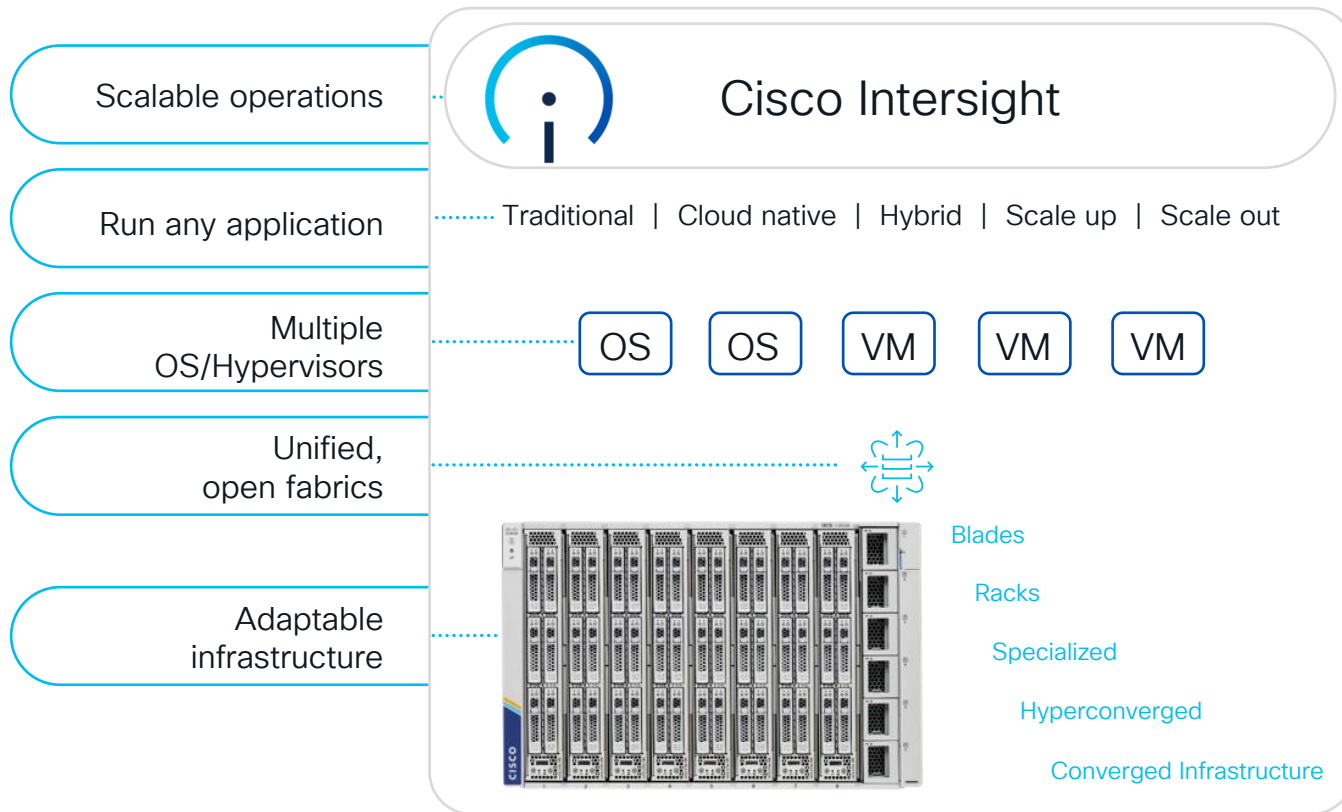 Scalable operations
Cisco Intersight
Run any application
Traditional | Cloud native | Hybrid | Scale up | Scale out
Multiple
OS/Hypervisors
OS OS VM VM VM
Unified,
open fabrics
Blades
Racks
Adaptable
infrastructure
Specialized
Hyperconverged
Converged Infrastructure
CISCO